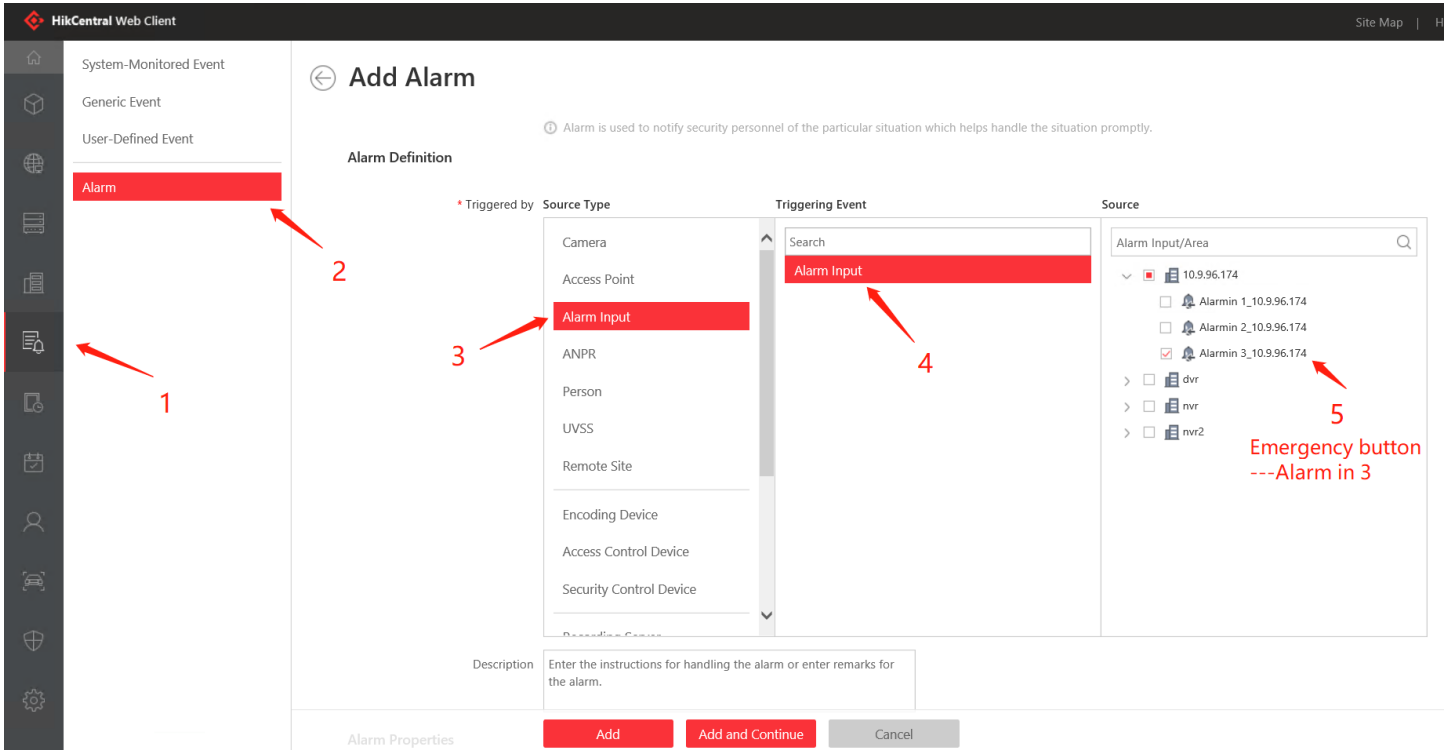 HikCentral Web Client
Site Map | H
System-Monitored Event
Generic Event
User-Defined Event
Alarm
2
1
Add Alarm
Alarm is used to notify security personnel of the particular situation which helps handle the situation promptly.
Alarm Definition
* Triggered by
Source Type
Camera
Access Point
Alarm Input
ANPR
Person
UVSS
Remote Site
Encoding Device
Access Control Device
Security Control Device
Recording Server
3
Triggering Event
Search
Alarm Input
4
Source
Alarm Input/Area
10.9.96.174
Alarmin 1_10.9.96.174
Alarmin 2_10.9.96.174
Alarmin 3_10.9.96.174
dvr
nvr
nvr2
5
Emergency button
---Alarm in 3
Description
Enter the instructions for handling the alarm or enter remarks for
the alarm.
Alarm Properties
Add
Add and Continue
Cancel